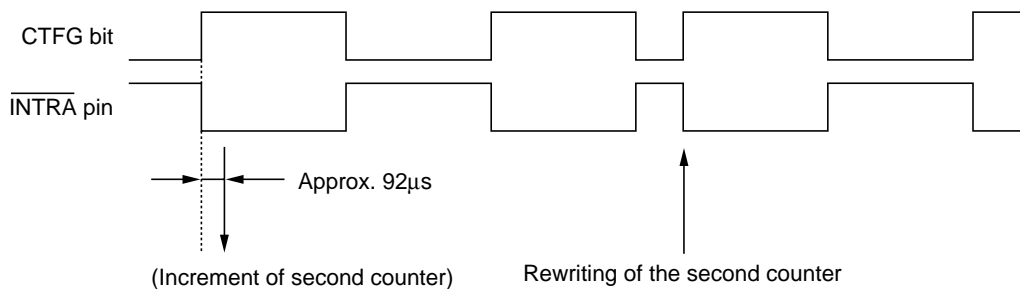 CTFG bit
INTRA pin
Approx. 92μs
(Increment of second counter)
Rewriting of the second counter